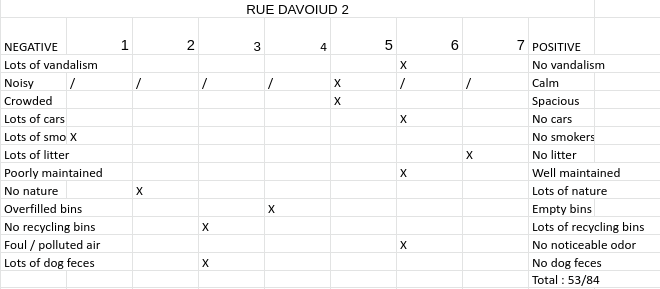 RUE DAVOIUD 2
NEGATIVE 1 2 3 4 5 6 7 POSITIVE
Lots of vandalism X No vandalism
Noisy / / / / X / / Calm
Crowded X Spacious
Lots of cars X No cars
Lots of smo X No smokers
Lots of litter X No litter
Poorly maintained X Well maintained
No nature X Lots of nature
Overfilled bins X Empty bins
No recycling bins X Lots of recycling bins
Foul / polluted air X No noticeable odor
Lots of dog feces X No dog feces
Total : 53/84